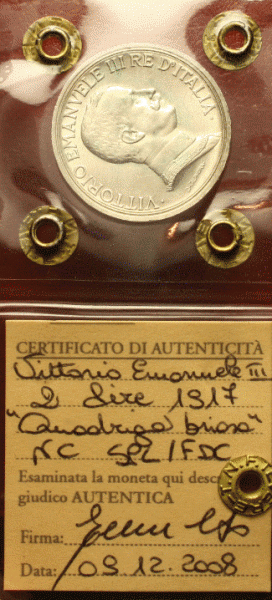 VITTORIO EMANUELE III RE D'ITALIA
CERTIFICATO DI AUTENTICITÀ
Vittorio Emanuele III
2 Lire 1917
"Quadriga briosa"
NC SPL/FDC
Esaminata la moneta qui desc
giudico AUTENTICA
Firma:
Data: 09.12.2008